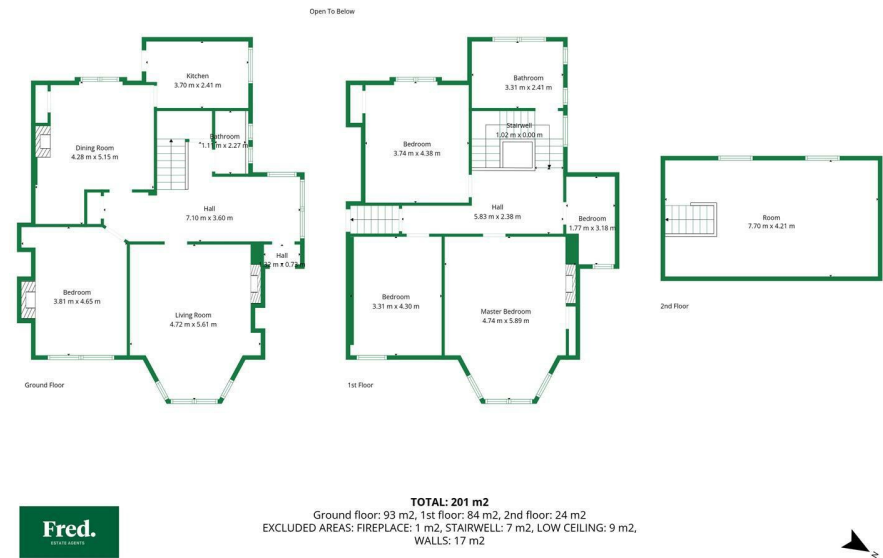 Open To Below
Kitchen
3.70 m x 2.41 m
Dining Room
4.28 m x 5.15 m
Bathroom
2.27 m
Hall
7.10 m x 3.60 m
Hall
Bedroom
3.81 m x 4.65 m
Living Room
4.72 m x 5.61 m
Ground Floor
Bathroom
3.31 m x 2.41 m
Stairwell
1.02 m x 0.00 m
Bedroom
3.74 m x 4.38 m
Hall
5.83 m x 2.38 m
Bedroom
1.77 m x 3.18 m
Bedroom
3.31 m x 4.30 m
Master Bedroom
4.74 m x 5.89 m
1st Floor
Room
7.70 m x 4.21 m
2nd Floor
TOTAL: 201 m2
Ground floor: 93 m2, 1st floor: 84 m2, 2nd floor: 24 m2
EXCLUDED AREAS: FIREPLACE: 1 m2, STAIRWELL: 7 m2, LOW CEILING: 9 m2,
WALLS: 17 m2
Fred.
ESTATE AGENTS
N